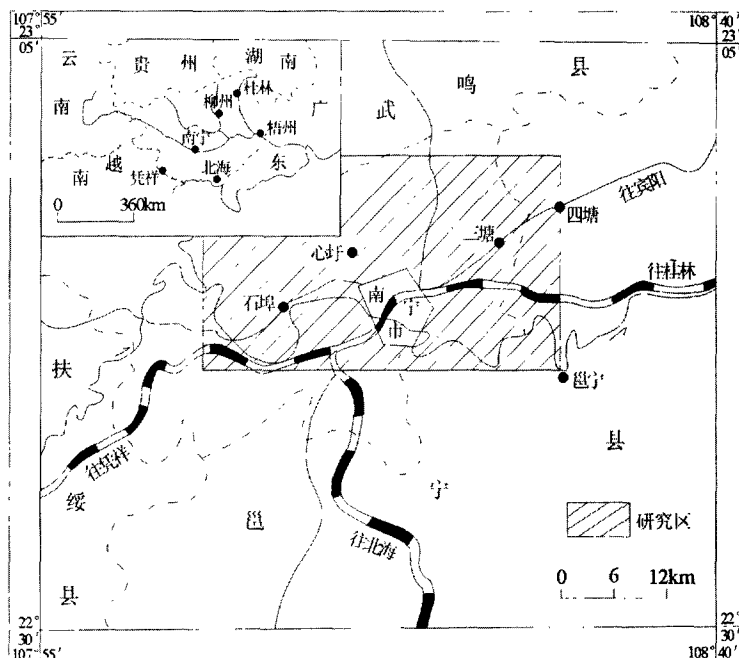 107°55′
108°40′
23°
05′
23°
05′
云
贵 州
湖 南
南
桂林
柳州
广
梧州
南宁
东
越
南
凭祥
北海
0 360km
武
鸣
县
往宾阳
四塘
三塘
心圩
往桂林
石埠
南
宁
市
邕宁
扶
绥
县
往凭祥
邕
宁
县
往北海
研究区
0 6 12km
22°
30′
107°55′
22°
30′
108°40′